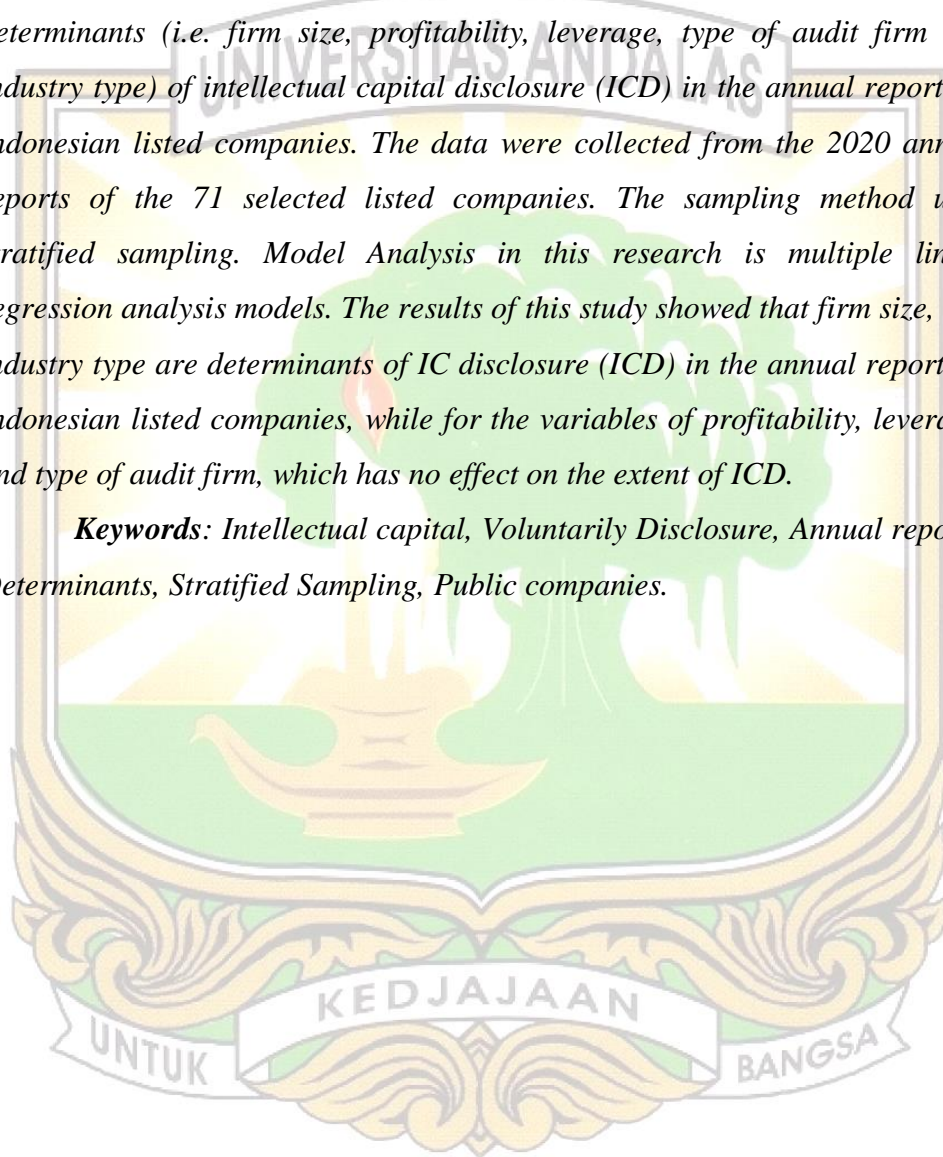 determinants (i.e. firm size, profitability, leverage, type of audit firm
industry type) of intellectual capital disclosure (ICD) in the annual report
Indonesian listed companies. The data were collected from the 2020 ann
reports of the 71 selected listed companies. The sampling method u
stratified sampling. Model Analysis in this research is multiple lin
regression analysis models. The results of this study showed that firm size,
industry type are determinants of IC disclosure (ICD) in the annual report
Indonesian listed companies, while for the variables of profitability, levera
and type of audit firm, which has no effect on the extent of ICD.
Keywords: Intellectual capital, Voluntarily Disclosure, Annual repo
Determinants, Stratified Sampling, Public companies.
UNIVERSITAS ANDALAS
KEDJAJAAN
UNTUK
BANGSA